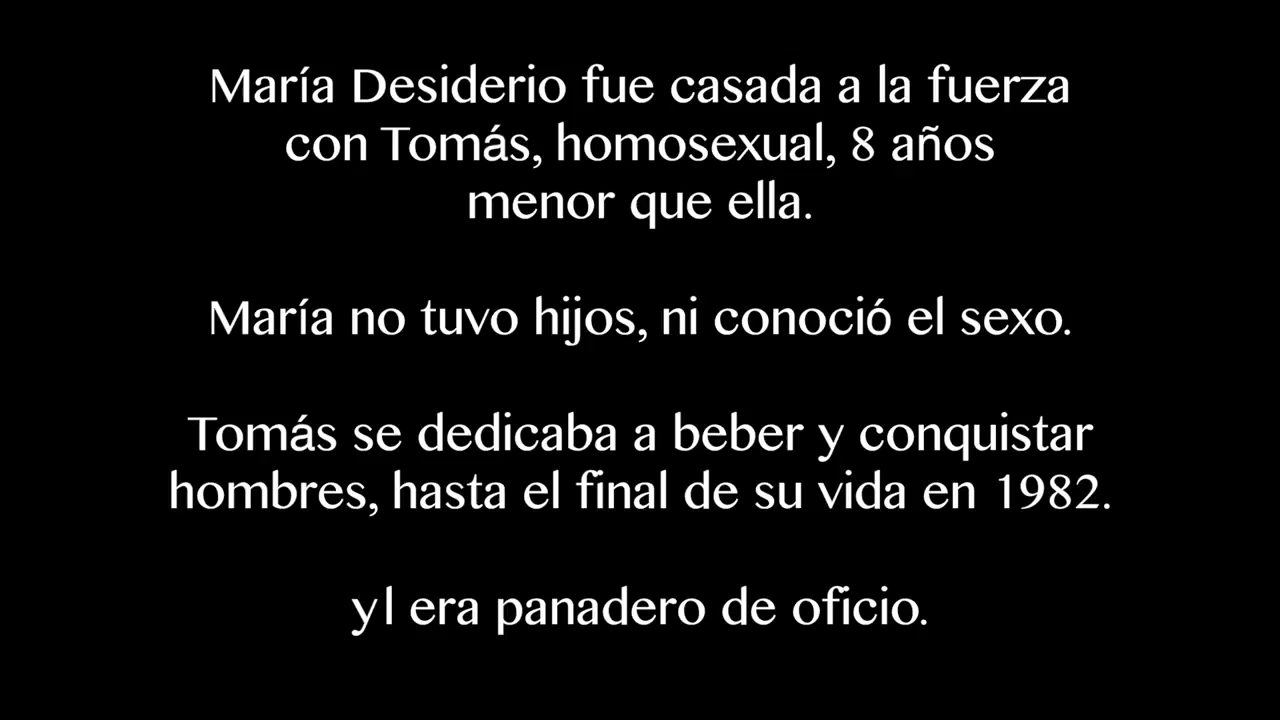 María Desiderio fue casada a la fuerza
con Tomás, homosexual, 8 años
menor que ella.
María no tuvo hijos, ni conoció el sexo.
Tomás se dedicaba a beber y conquistar
hombres, hasta el final de su vida en 1982.
yl era panadero de oficio.